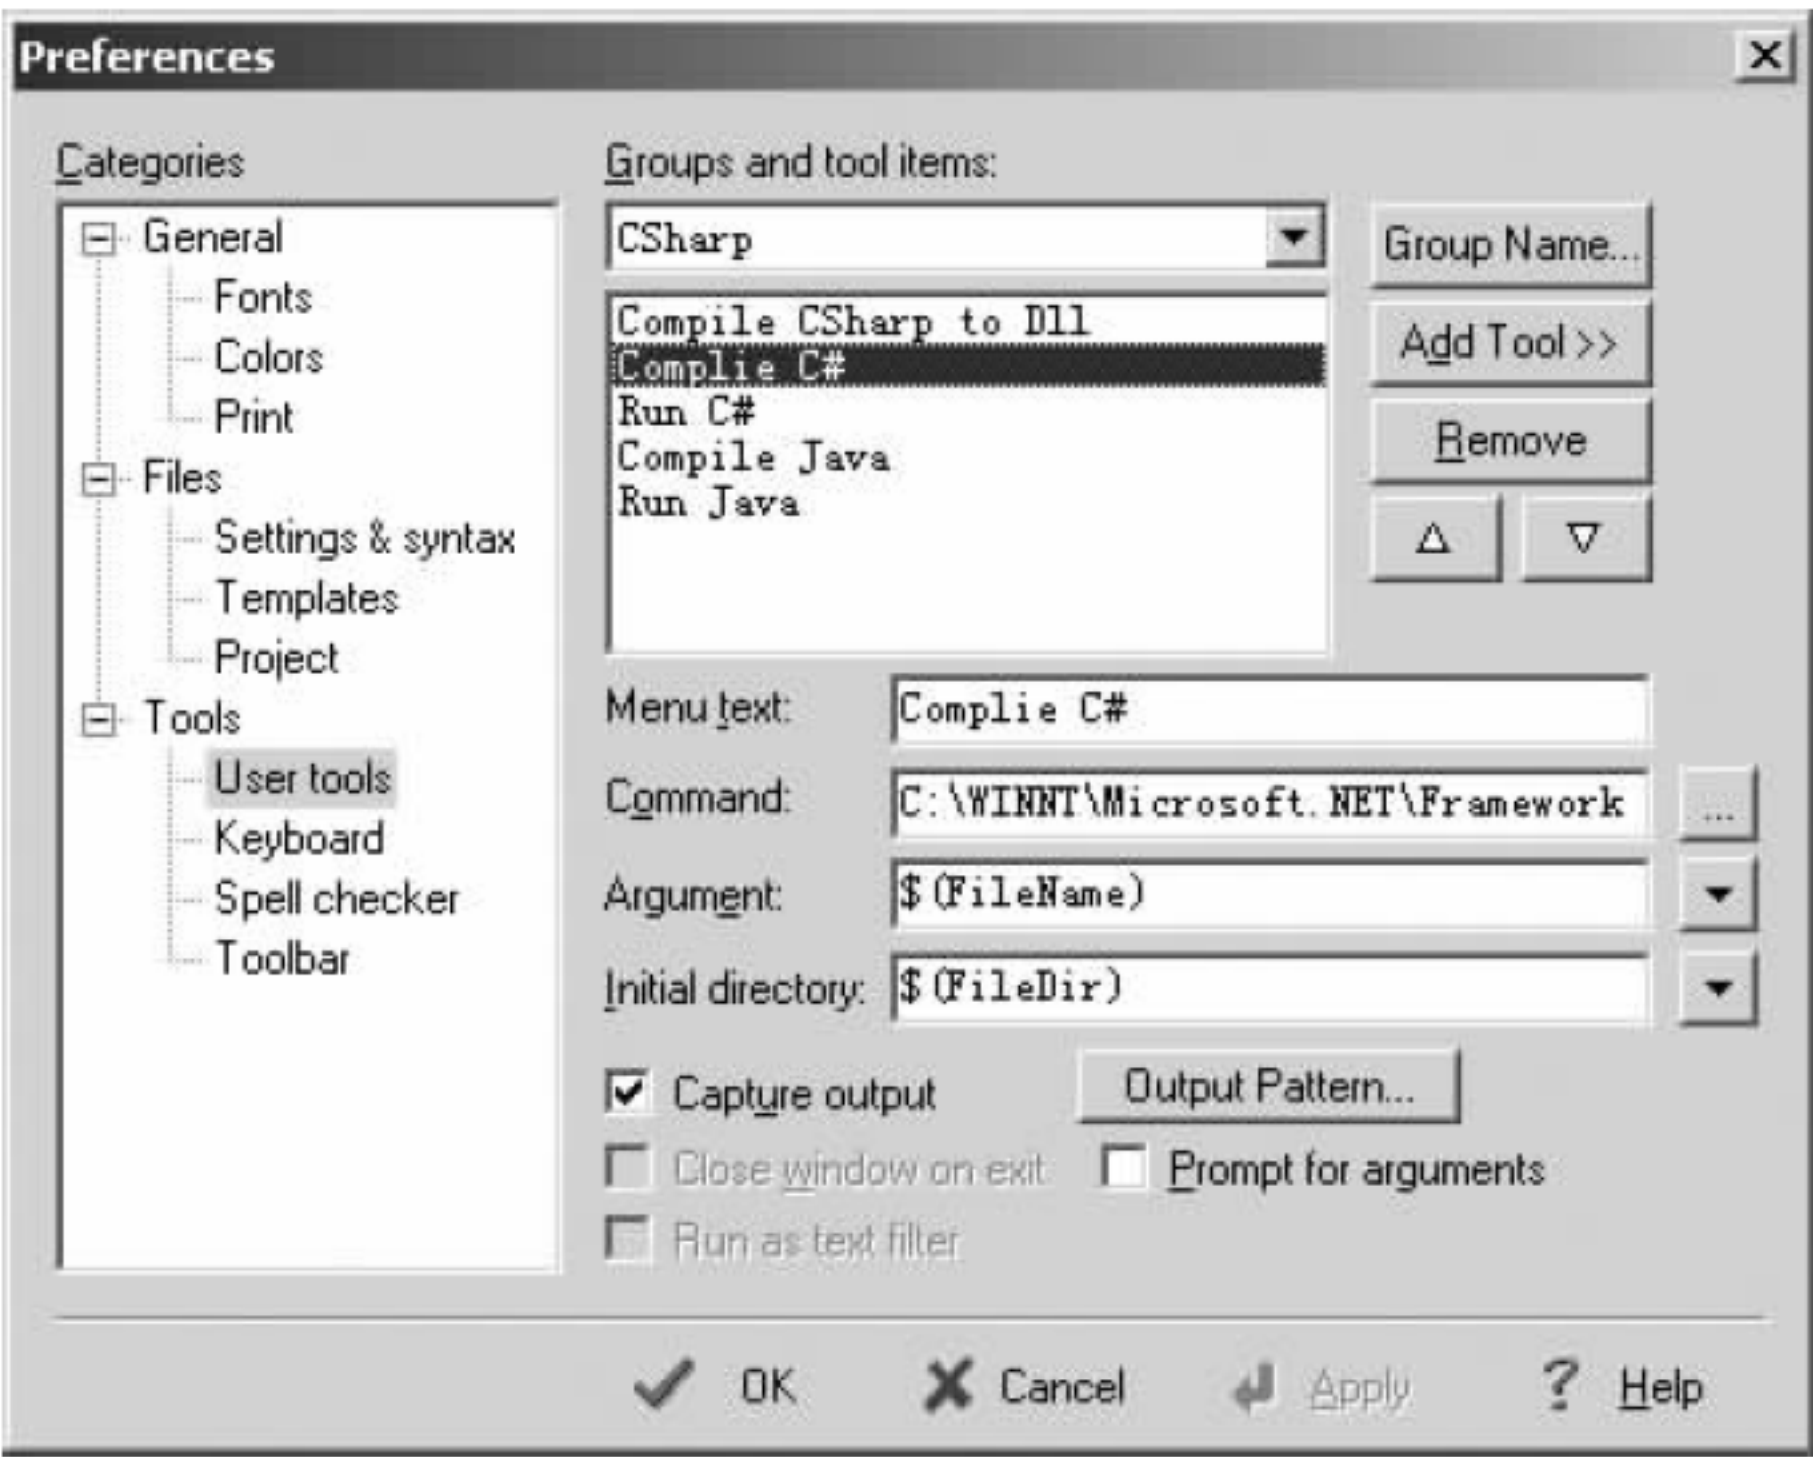 Preferences
Categories
General
Fonts
Colors
Print
Files
Settings & syntax
Templates
Project
Tools
User tools
Keyboard
Spell checker
Toolbar
Groups and tool items:
CSharp
Group Name...
Compile CSharp to Dll
Complie C#
Run C#
Compile Java
Run Java
Add Tool >>
Remove
Menu text: Complie C#
Command: C:\WINNT\Microsoft.NET\Framework ...
Argument: $(FileName)
Initial directory: $(FileDir)
Capture output Output Pattern...
Close window on exit Prompt for arguments
Run as text filter
OK Cancel Apply ? Help